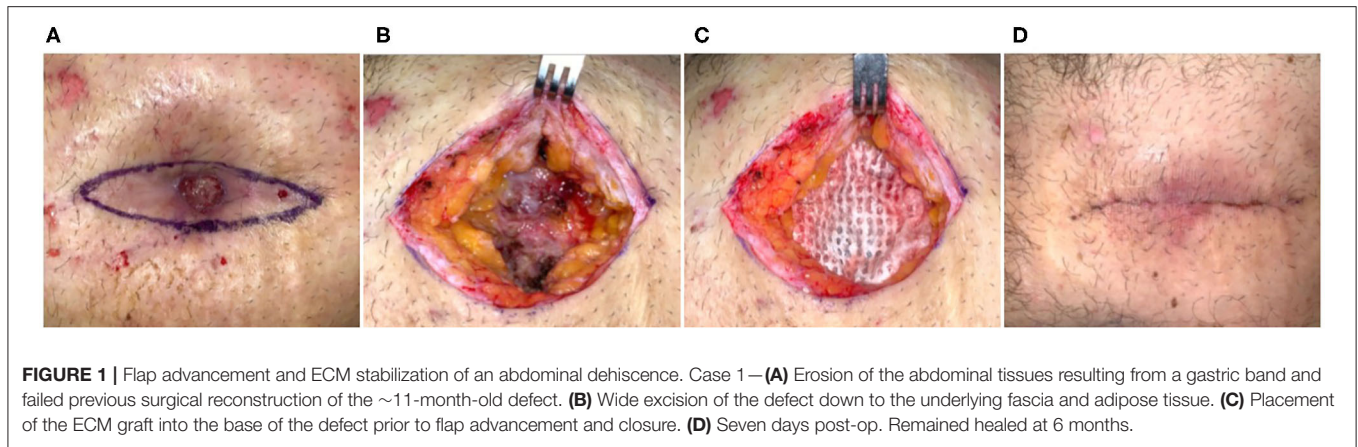 A B C D
FIGURE 1 | Flap advancement and ECM stabilization of an abdominal dehiscence. Case 1—(A) Erosion of the abdominal tissues resulting from a gastric band and
failed previous surgical reconstruction of the ∼11-month-old defect. (B) Wide excision of the defect down to the underlying fascia and adipose tissue. (C) Placement
of the ECM graft into the base of the defect prior to flap advancement and closure. (D) Seven days post-op. Remained healed at 6 months.